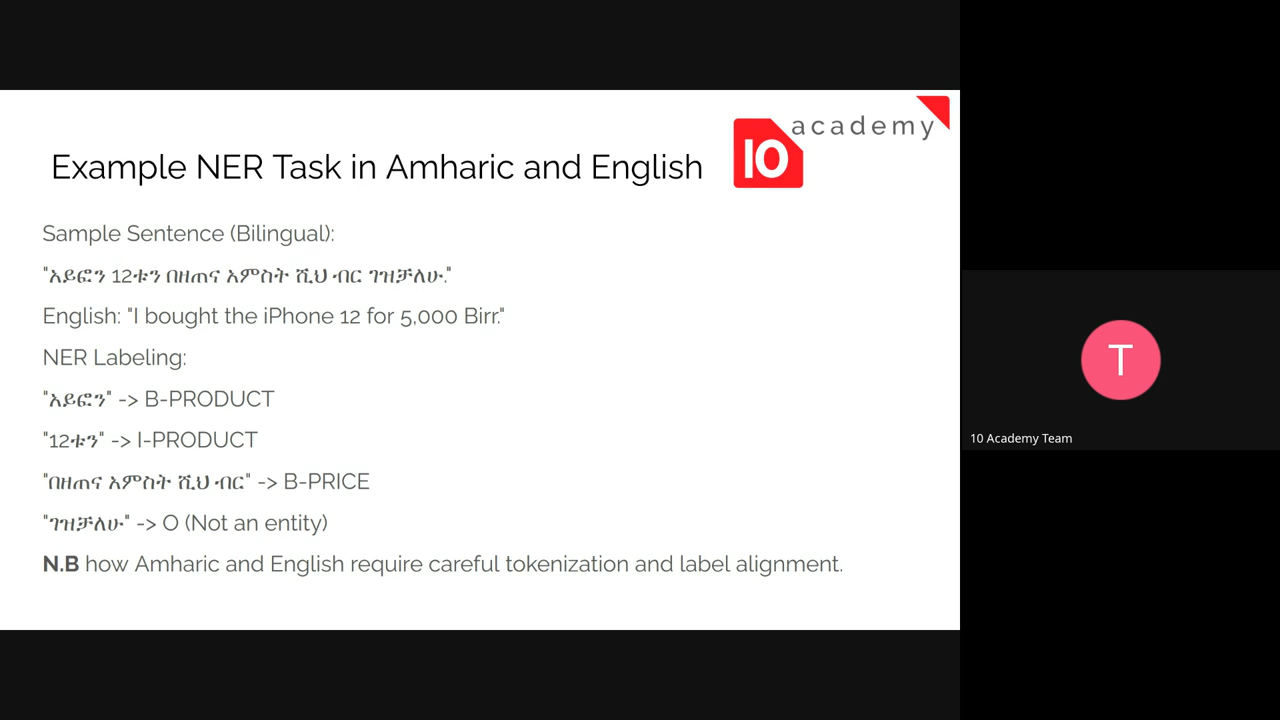 10 academy
Example NER Task in Amharic and English
Sample Sentence (Bilingual):
"አይፎን 12ቱን በዘጠና አምስት ሺህ ብር ገዝቻለሁ."
English: "I bought the iPhone 12 for 5,000 Birr."
NER Labeling:
"አይፎን" -> B-PRODUCT
"12ቱን" -> I-PRODUCT
"በዘጠና አምስት ሺህ ብር" -> B-PRICE
"ገዝቻለሁ" -> O (Not an entity)
N.B how Amharic and English require careful tokenization and label alignment.
T
10 Academy Team